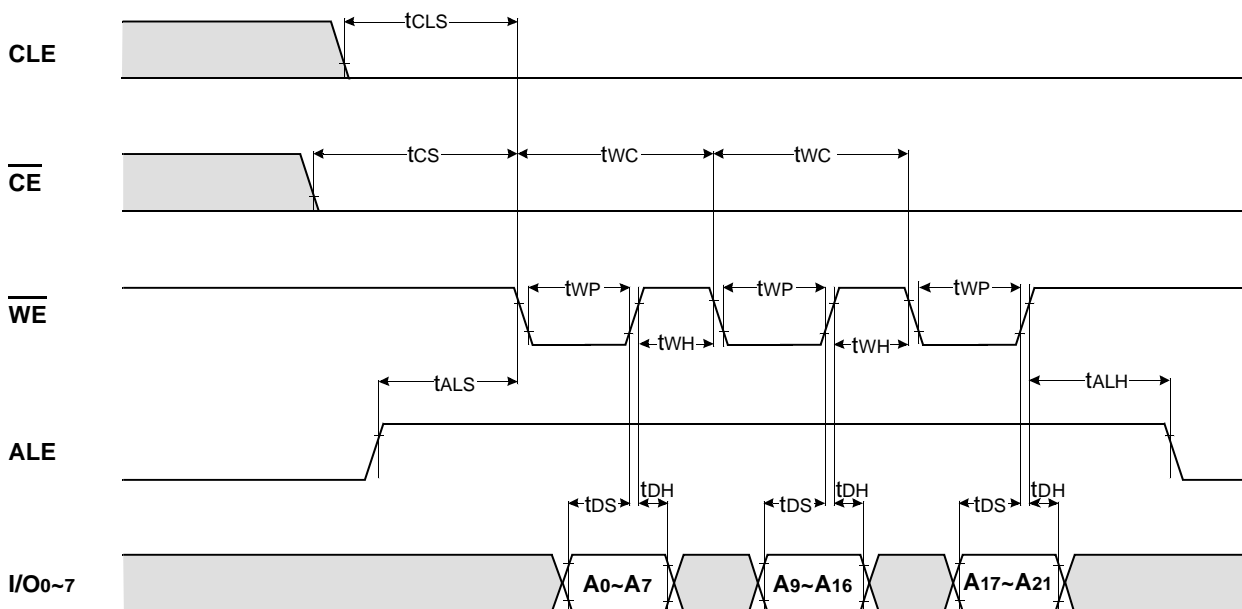 tCLS
CLE
tCS
tWC
tWC
CE
tWP
tWP
tWP
WE
tWH
tWH
tALS
tALH
ALE
tDS
tDH
tDS
tDH
tDS
tDH
I/O0~7
A0~A7
A9~A16
A17~A21